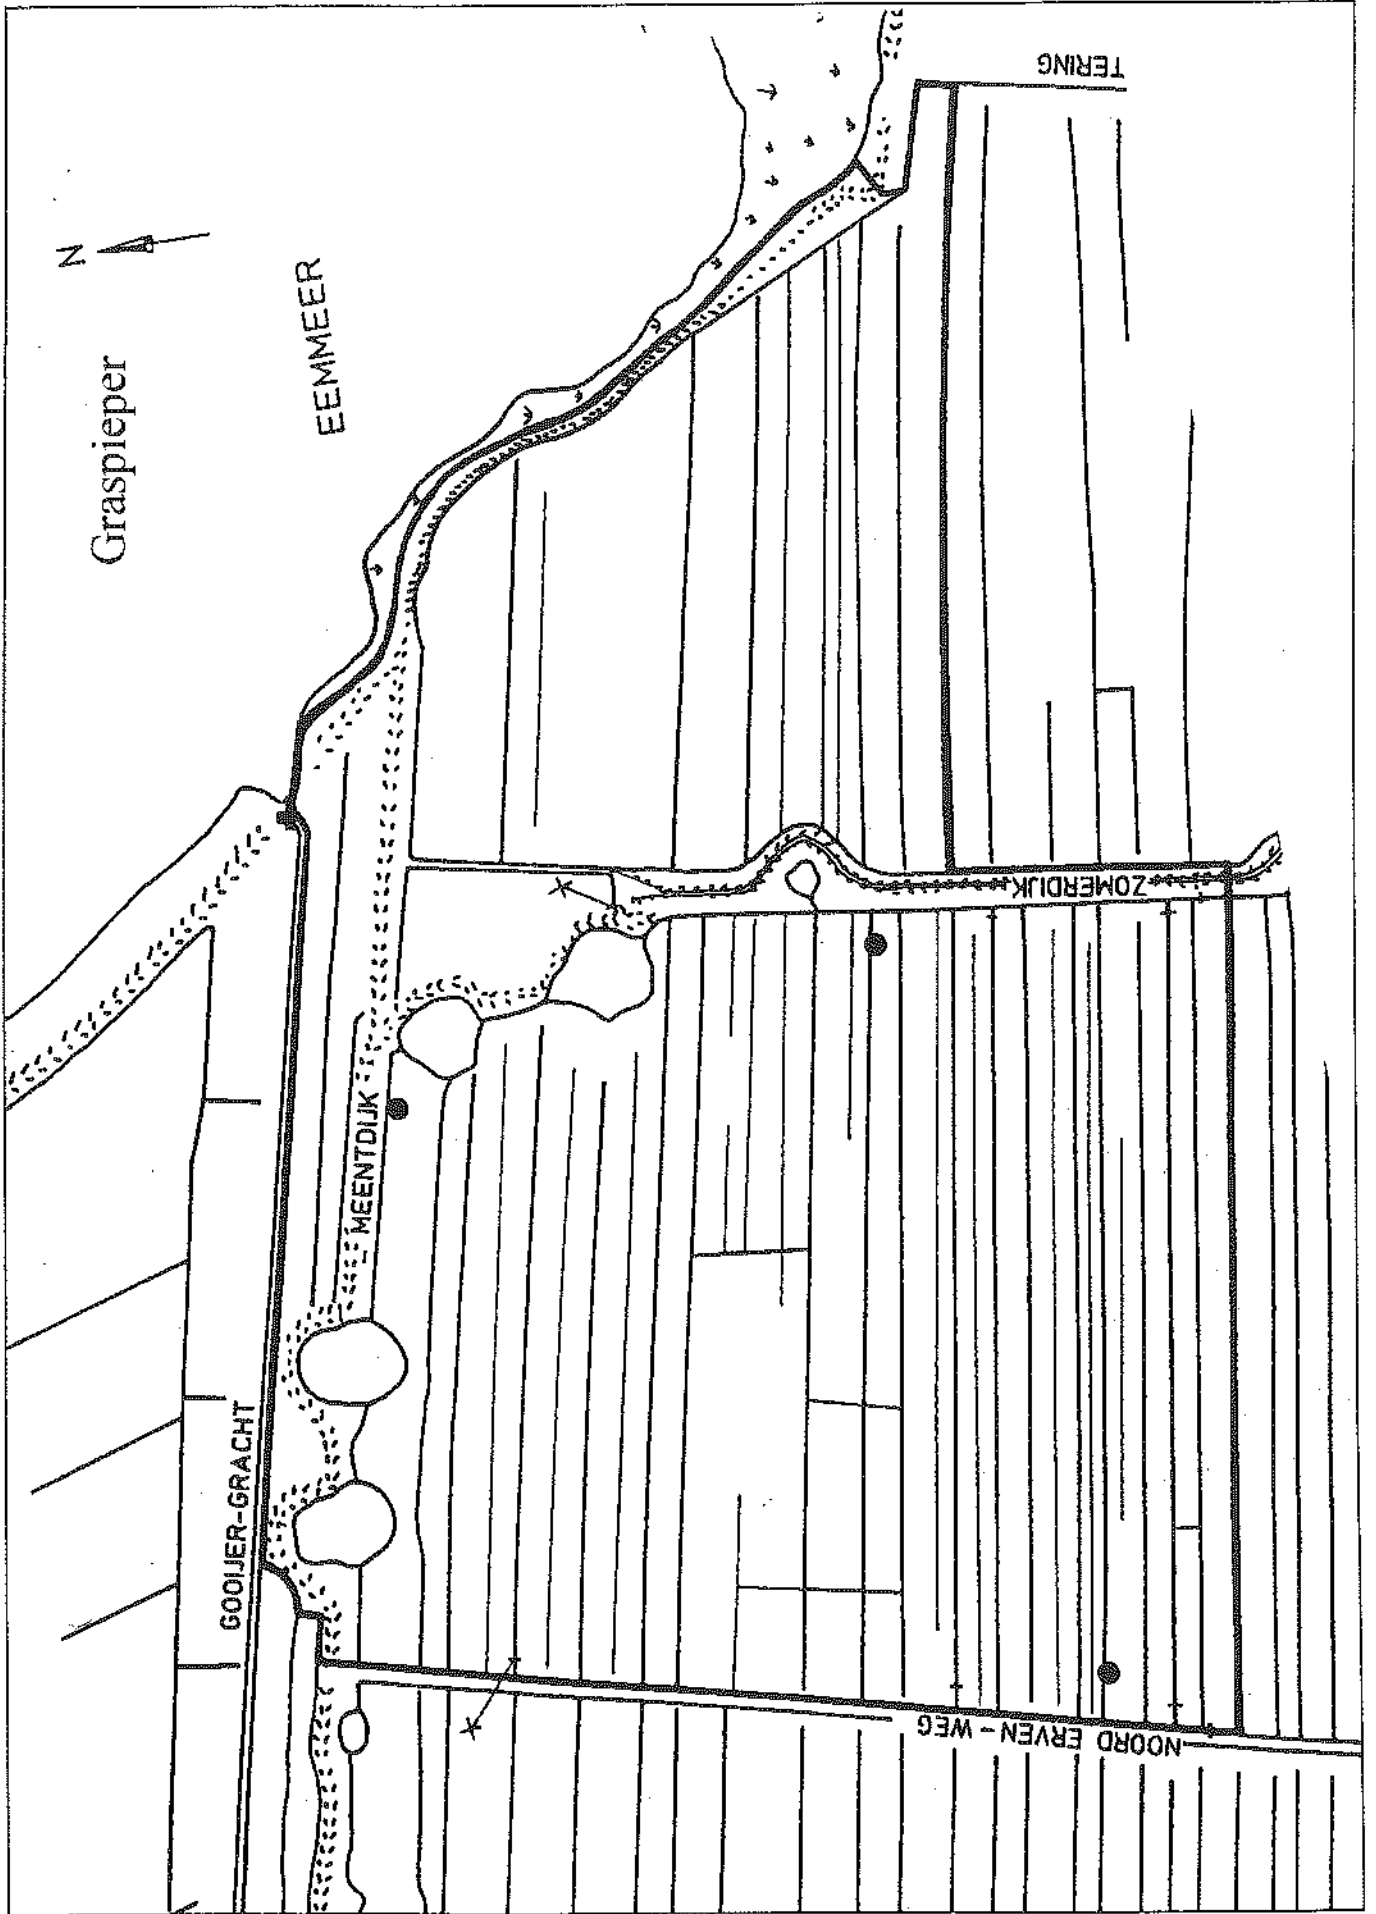 Graspieper
N
EEMMEER
TERING
GOOIJER-GRACHT
MEENTDIJK
ZOMERDIJK
NOORD ERVEN-WEG